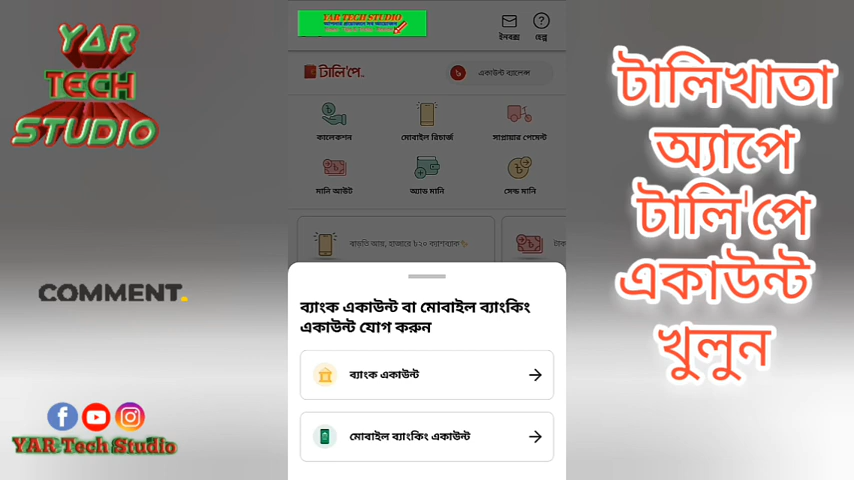 YAR
TECH
STUDIO
COMMENT.
YAR Tech Studio
YAR TECH STUDIO
ইনবক্স
হেল্প
টালি'পে
একাউন্ট ব্যালেন্স
কালেকশন
মোবাইল রিচার্জ
সাপ্লায়ার পেমেন্ট
মানি আউট
অ্যাড মানি
সেন্ড মানি
বাড়তি আয়, হাজারে ৳২০ ক্যাশব্যাক
টাক
ব্যাংক একাউন্ট বা মোবাইল ব্যাংকিং
একাউন্ট যোগ করুন
ব্যাংক একাউন্ট
মোবাইল ব্যাংকিং একাউন্ট
টালিখাতা
অ্যাপে
টালি'পে
একাউন্ট
খুলুন